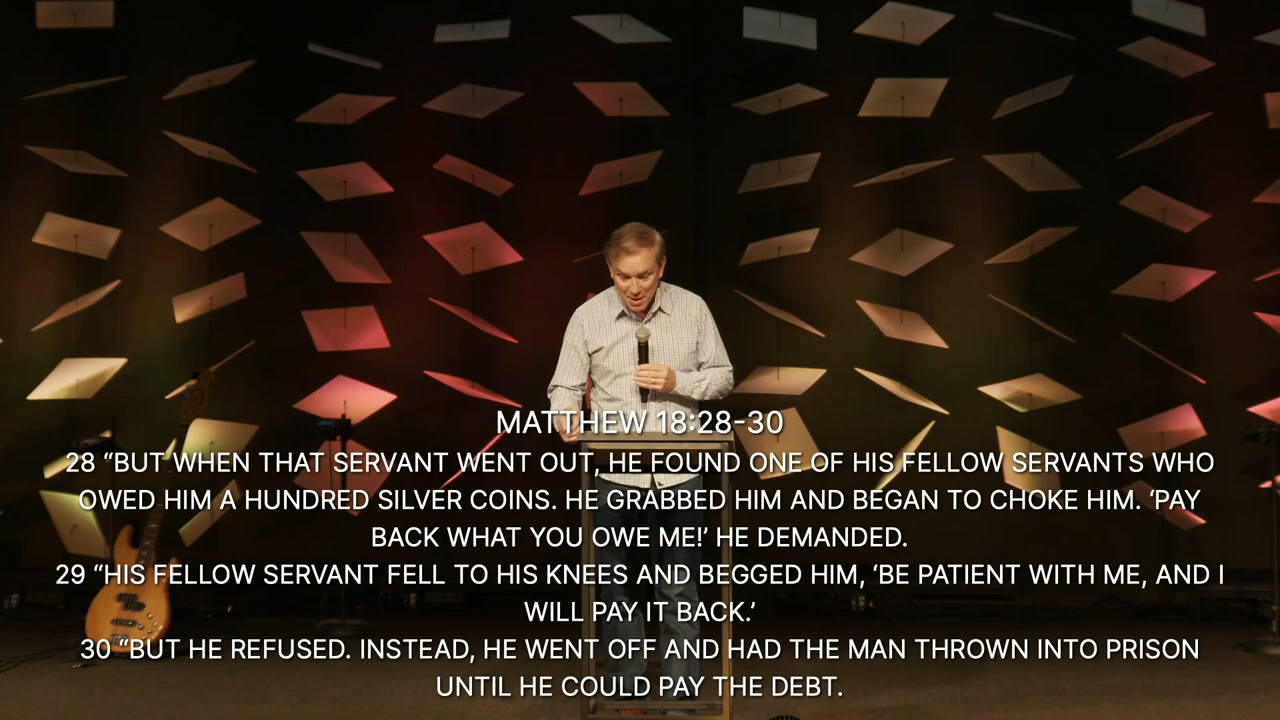 MATTHEW 18:28-30
28 “BUT WHEN THAT SERVANT WENT OUT, HE FOUND ONE OF HIS FELLOW SERVANTS WHO
OWED HIM A HUNDRED SILVER COINS. HE GRABBED HIM AND BEGAN TO CHOKE HIM. ‘PAY
BACK WHAT YOU OWE ME!’ HE DEMANDED.
29 “HIS FELLOW SERVANT FELL TO HIS KNEES AND BEGGED HIM, ‘BE PATIENT WITH ME, AND I
WILL PAY IT BACK.’
30 “BUT HE REFUSED. INSTEAD, HE WENT OFF AND HAD THE MAN THROWN INTO PRISON
UNTIL HE COULD PAY THE DEBT.